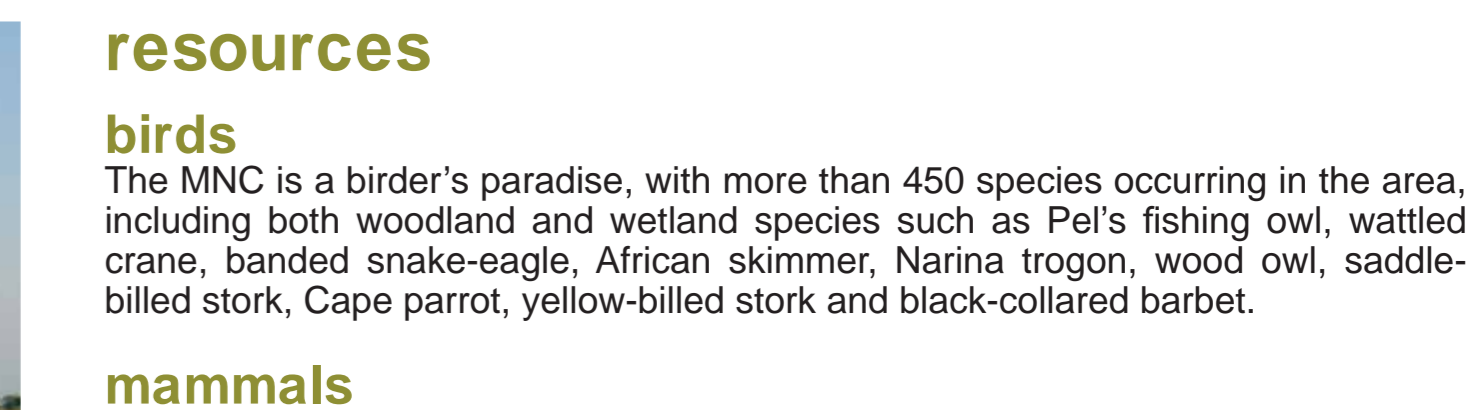 resources
birds
The MNC is a birder's paradise, with more than 450 species occurring in the area,
including both woodland and wetland species such as Pel's fishing owl, wattled
crane, banded snake-eagle, African skimmer, Narina trogon, wood owl, saddle-
billed stork, Cape parrot, yellow-billed stork and black-collared barbet.
mammals